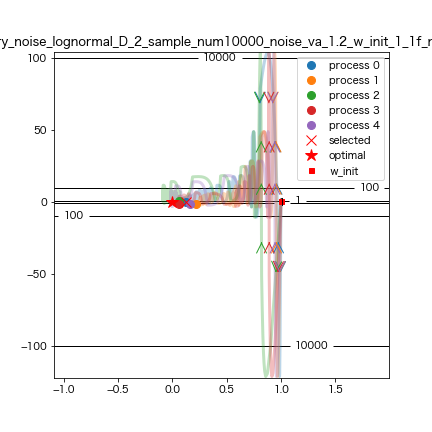 ry_noise_lognormal_D_2_sample_num10000_noise_va_1.2_w_init_1_1f_r
100
50
0
−50
−100
−1.0
−0.5
0.0
0.5
1.0
1.5
10000
100
1
100
10000
process 0
process 1
process 2
process 3
process 4
selected
optimal
w_init